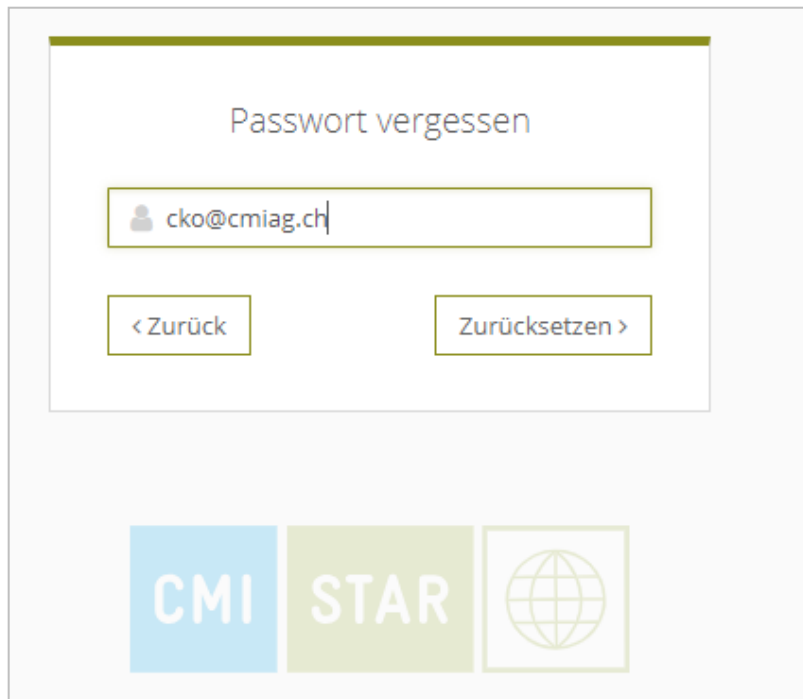 Passwort vergessen
cko@cmiag.ch
< Zurück
Zurücksetzen >
CMI STAR